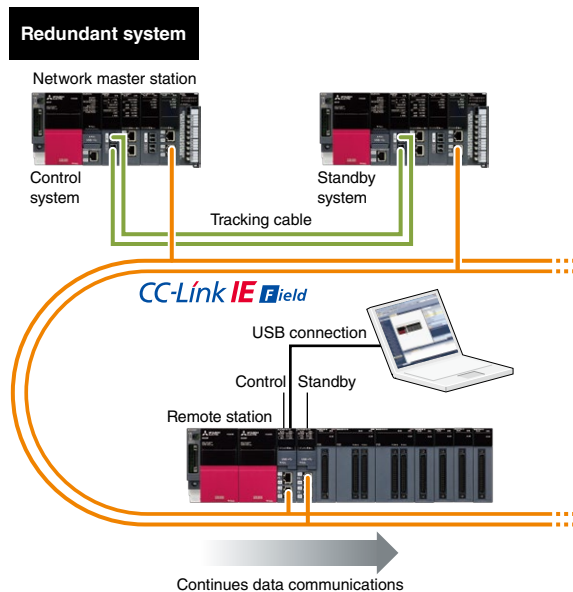 Redundant system
Network master station
Control
system
Standby
system
Tracking cable
CC-Link IE Field
USB connection
Control
Standby
Remote station
Continues data communications